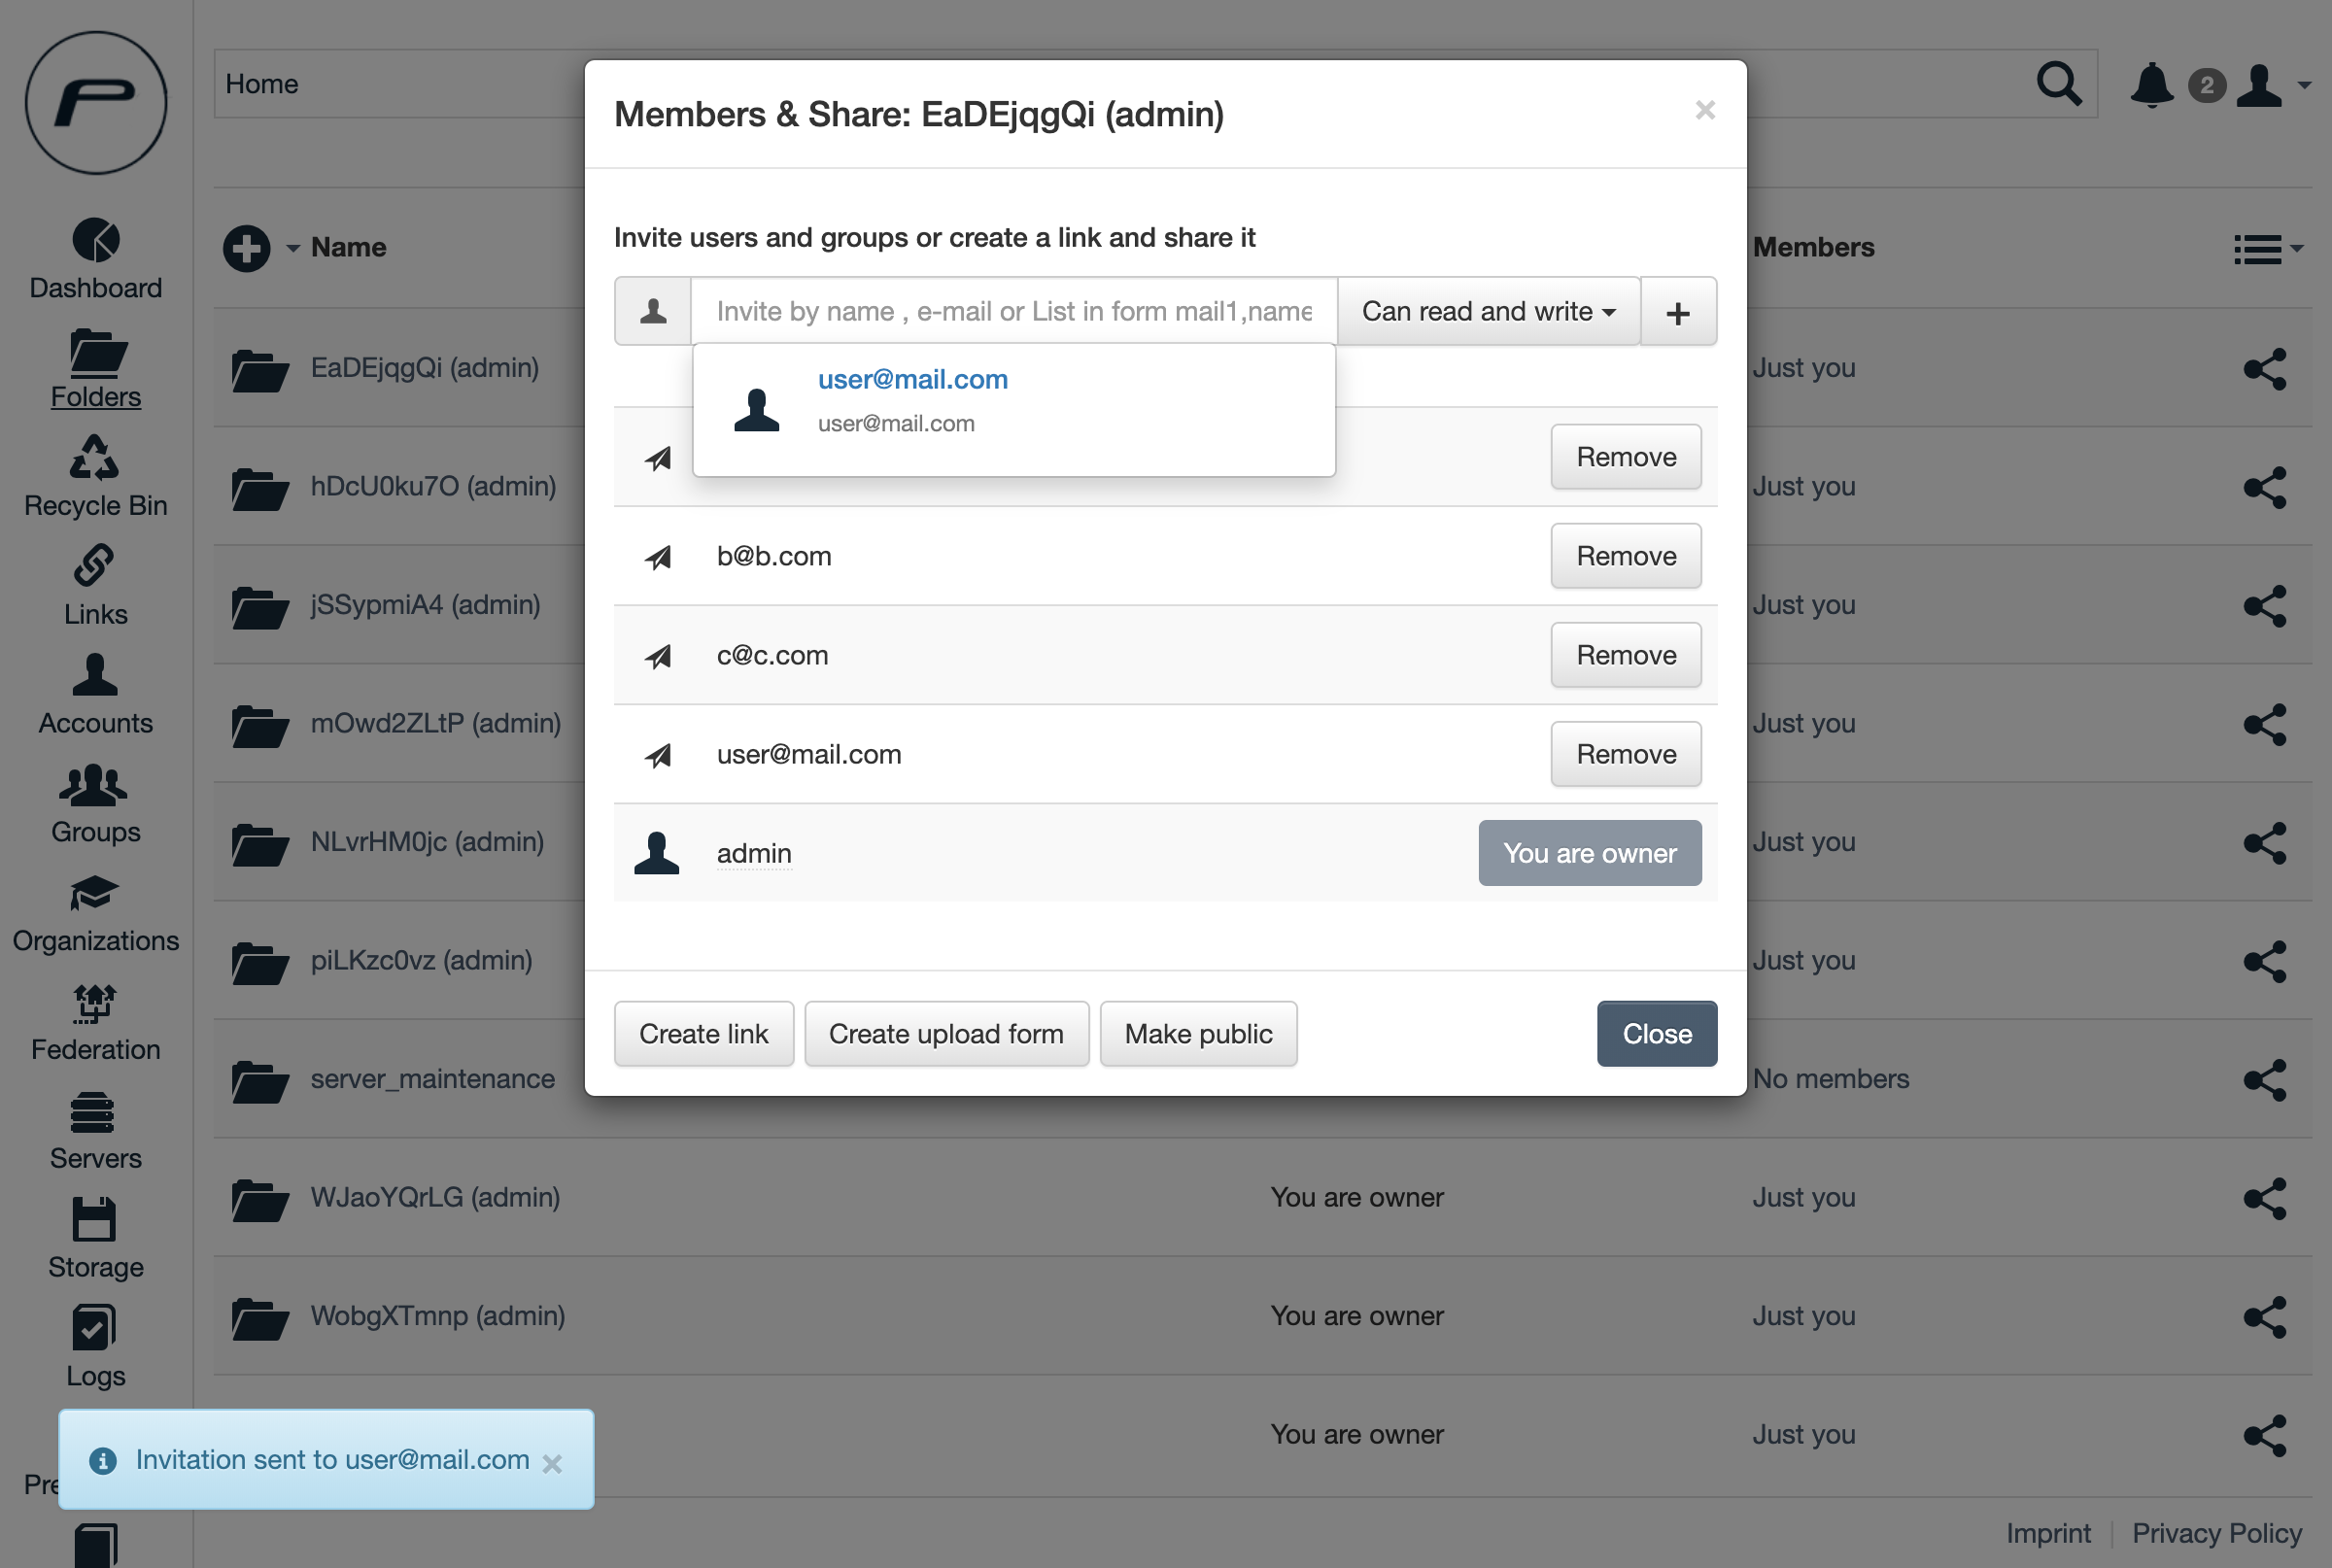 Home
2
Members & Share: EaDEjqgQi (admin)
×
Invite users and groups or create a link and share it
Invite by name , e-mail or List in form mail1,name
Can read and write
user@mail.com
user@mail.com
Remove
b@b.com
Remove
c@c.com
Remove
user@mail.com
Remove
admin
You are owner
Create link
Create upload form
Make public
Close
Dashboard
Folders
Recycle Bin
Links
Accounts
Groups
Organizations
Federation
Servers
Storage
Logs
Name
Members
EaDEjqgQi (admin)
Just you
hDcU0ku7O (admin)
Just you
jSSypmiA4 (admin)
Just you
mOwd2ZLtP (admin)
Just you
NLvrHM0jc (admin)
Just you
piLKzc0vz (admin)
Just you
server_maintenance
No members
WJaoYQrLG (admin)
You are owner
Just you
WobgXTmnp (admin)
You are owner
Just you
You are owner
Just you
Invitation sent to user@mail.com ×
Imprint
Privacy Policy